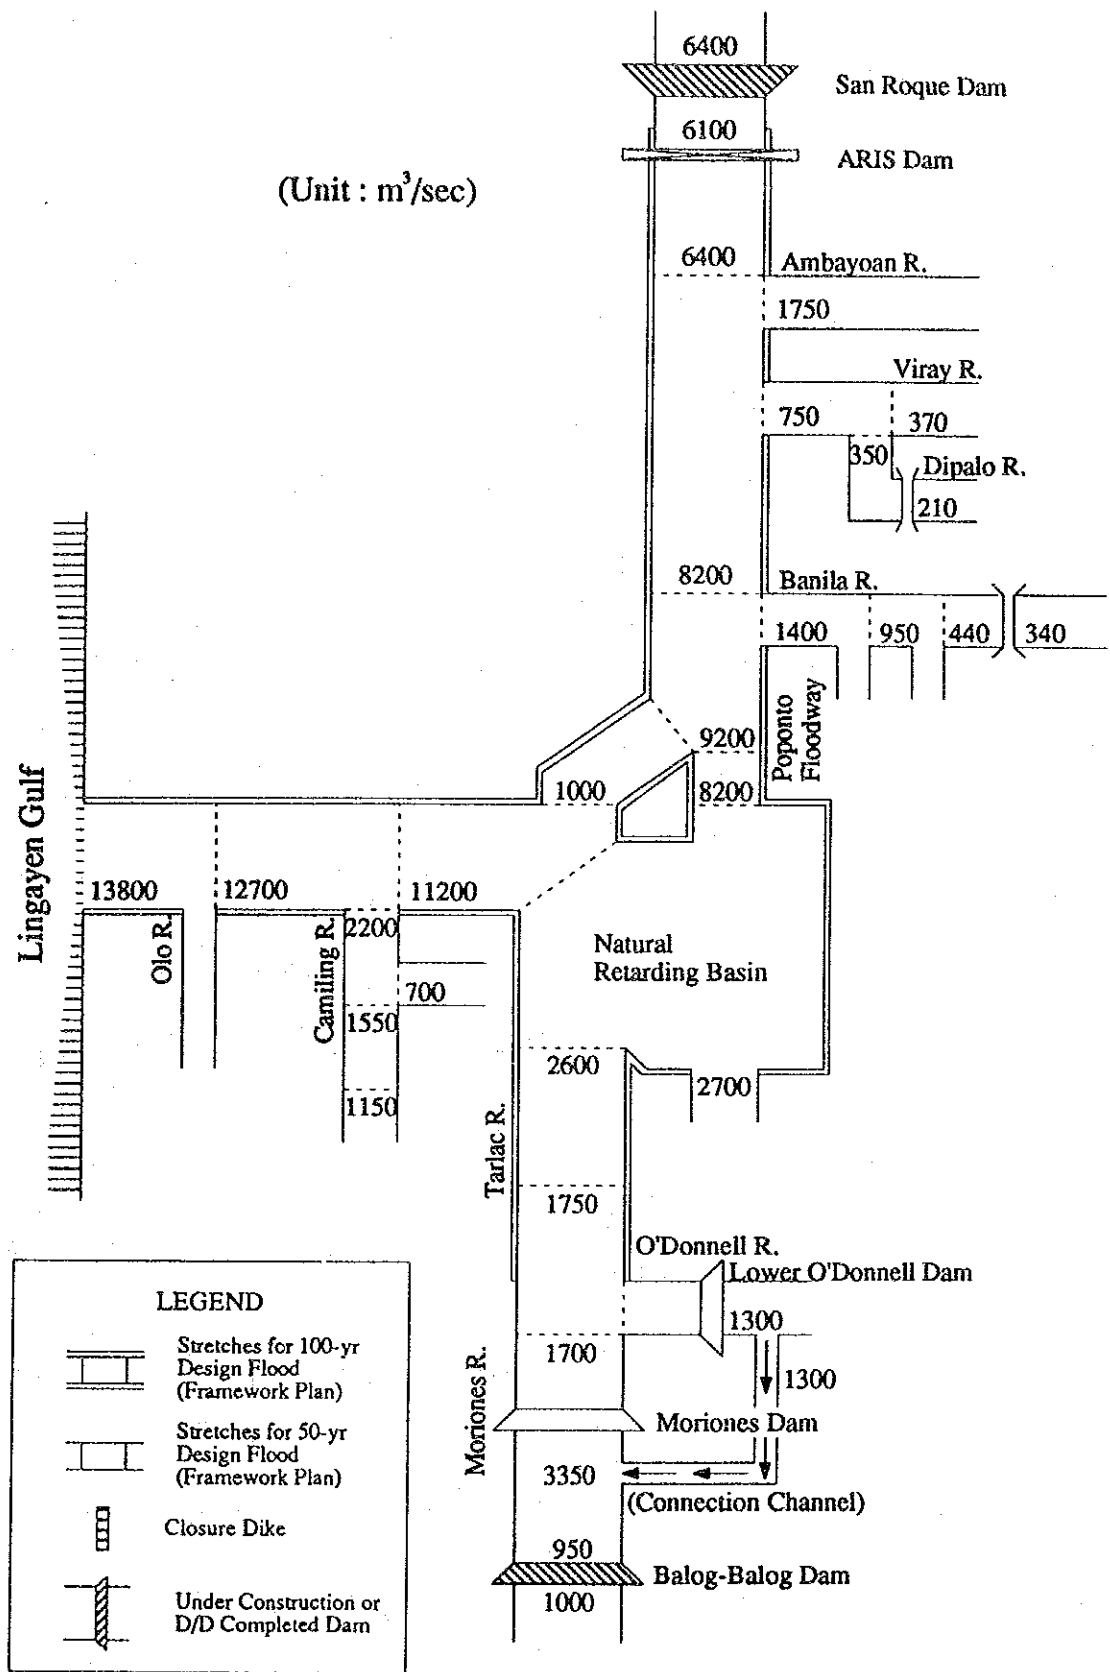 6400
San Roque Dam
6100
ARIS Dam
(Unit : m³/sec)
6400
Ambayoan R.
1750
Viray R.
750
370
350
Dipalo R.
210
8200
Banila R.
1400
950
440
340
Poponto
Floodway
9200
1000
8200
Lingayen Gulf
13800
12700
11200
Olo R.
Camiling R.
2200
700
1550
1150
Natural
Retarding Basin
2600
2700
Tarlac R.
1750
O'Donnell R.
Lower O'Donnell Dam
1300
1700
1300
Moriones R.
Moriones Dam
3350
(Connection Channel)
950
Balog-Balog Dam
1000
LEGEND
Stretches for 100-yr
Design Flood
(Framework Plan)
Stretches for 50-yr
Design Flood
(Framework Plan)
Closure Dike
Under Construction or
D/D Completed Dam